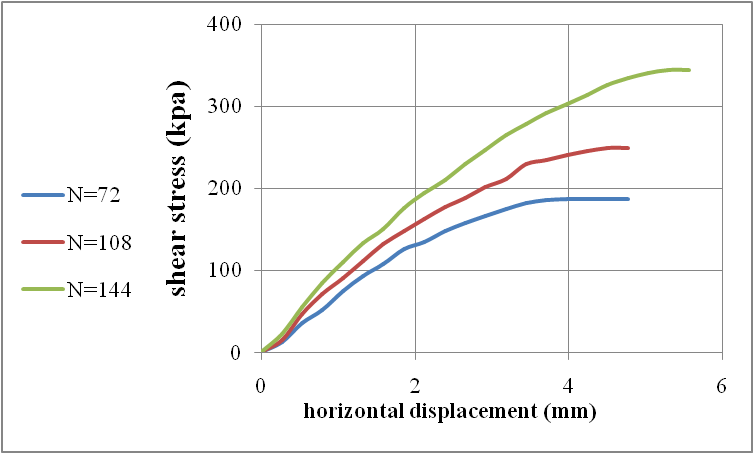 400
300
200
100
0
shear stress (kpa)
N=72
N=108
N=144
0 2 4 6
horizontal displacement (mm)